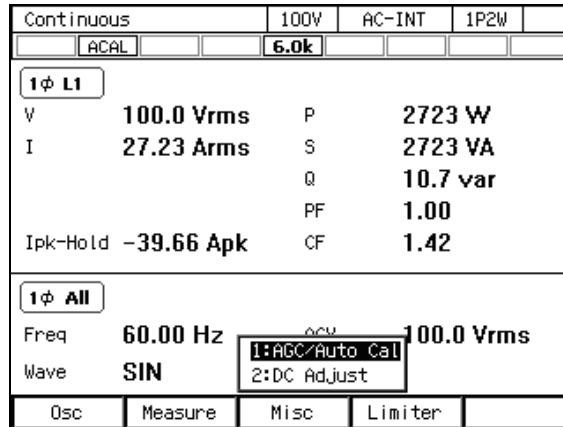 Continuous 100V AC-INT 1P2W
ACAL 6.0k
1ϕ L1
V 100.0 Vrms P 2723 W
I 27.23 Arms S 2723 VA
Q 10.7 var
PF 1.00
Ipk-Hold -39.66 Apk CF 1.42
1ϕ All
Freq 60.00 Hz 100.0 Vrms
1:AGC/Auto Cal
Wave SIN 2:DC Adjust
Osc Measure Misc Limiter